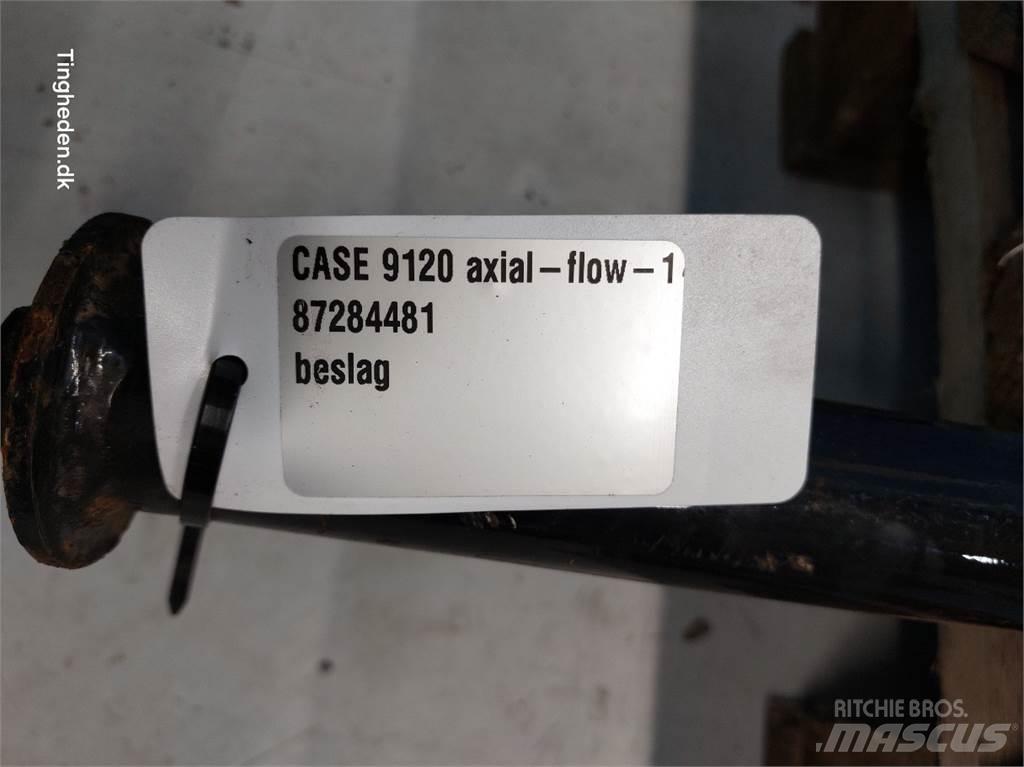 Tingheden.dk
CASE 9120 axial-flow-1
87284481
beslag
RITCHIE BROS.
MASCUS